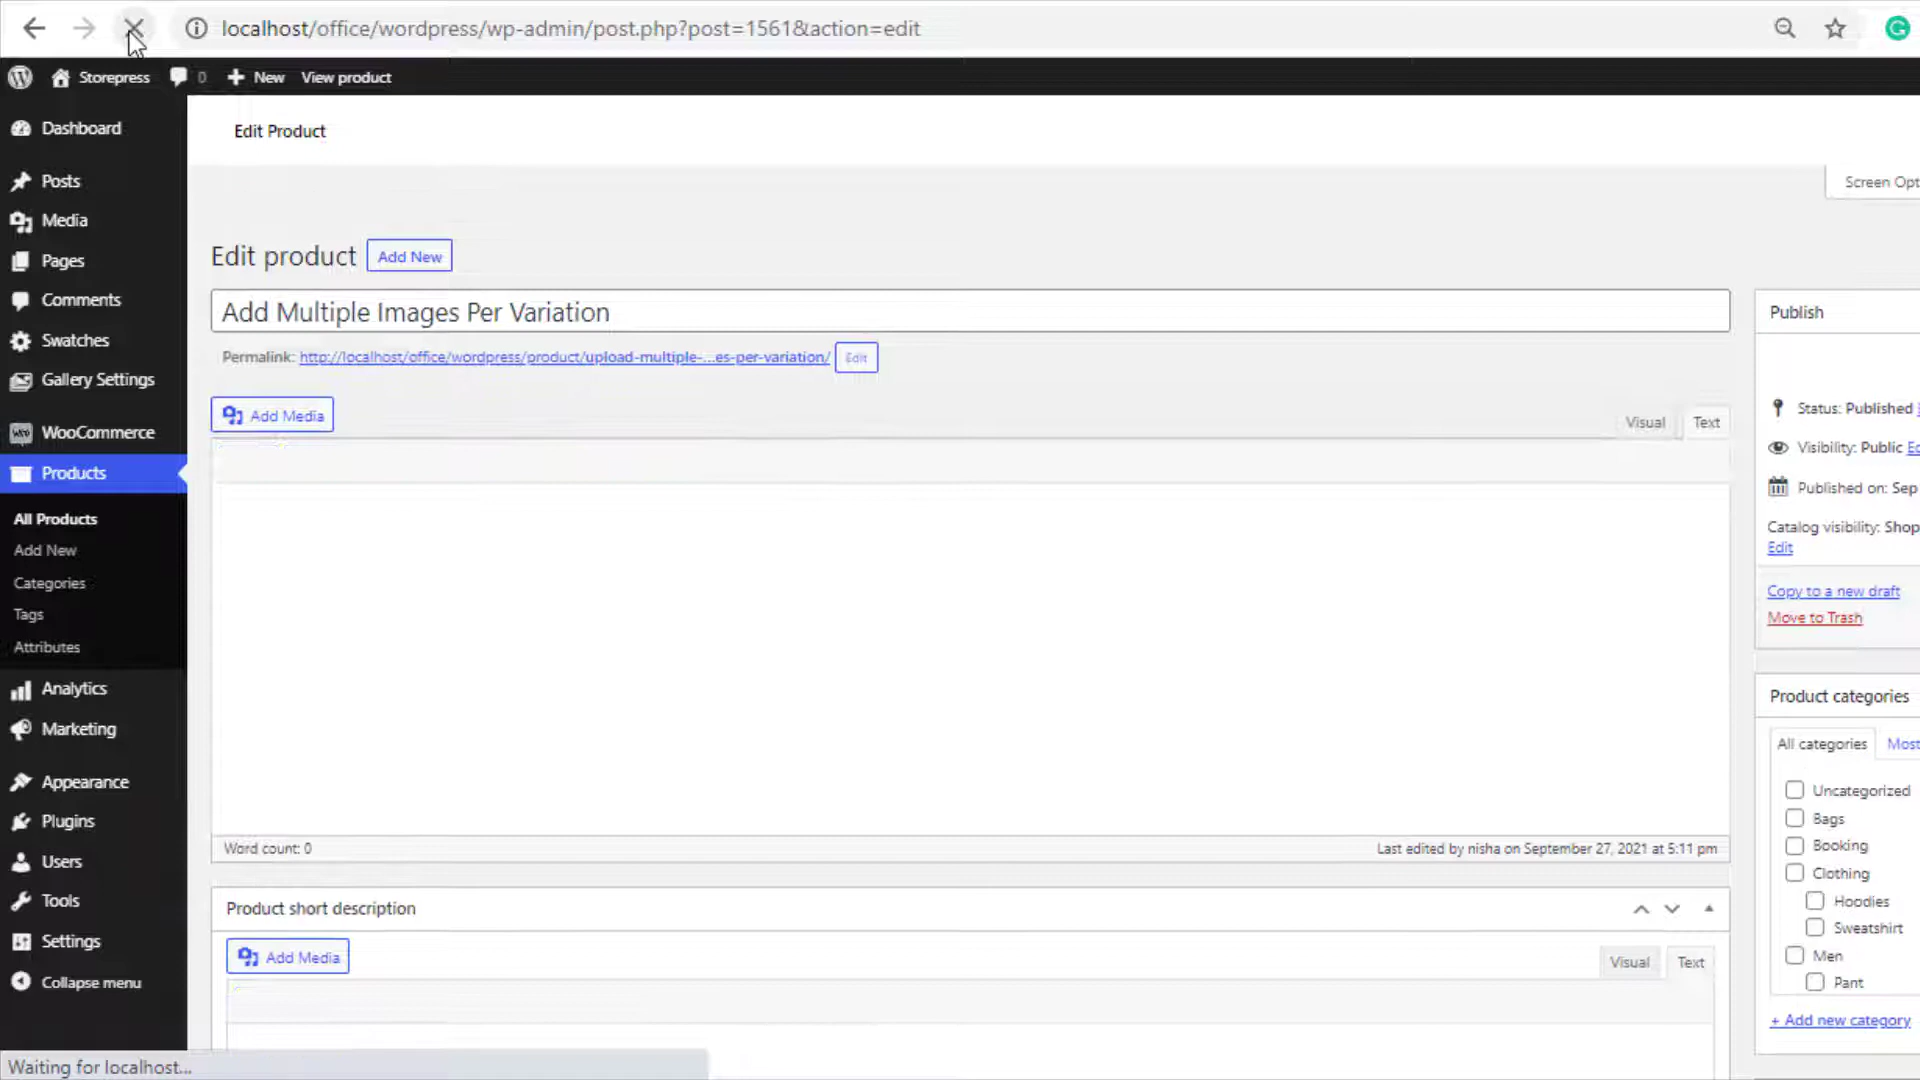 localhost/office/wordpress/wp-admin/post.php?post=1561&action=edit
Storepress 0 New View product
Dashboard
Posts
Media
Pages
Comments
Swatches
Gallery Settings
WooCommerce
Products
All Products
Add New
Categories
Tags
Attributes
Analytics
Marketing
Appearance
Plugins
Users
Tools
Settings
Collapse menu
Edit Product
Screen Opt
Edit product Add New
Add Multiple Images Per Variation
Permalink: http://localhost/office/wordpress/product/upload-multiple-...es-per-variation/ Edit
Add Media
Visual Text
Word count: 0
Last edited by nisha on September 27, 2021 at 5:11 pm
Product short description
Add Media
Visual Text
Publish
Status: Published
Visibility: Public
Published on: Sep
Catalog visibility: Shop
Edit
Copy to a new draft
Move to Trash
Product categories
All categories Most
Uncategorized
Bags
Booking
Clothing
Hoodies
Sweatshirt
Men
Pant
+ Add new category
Waiting for localhost...